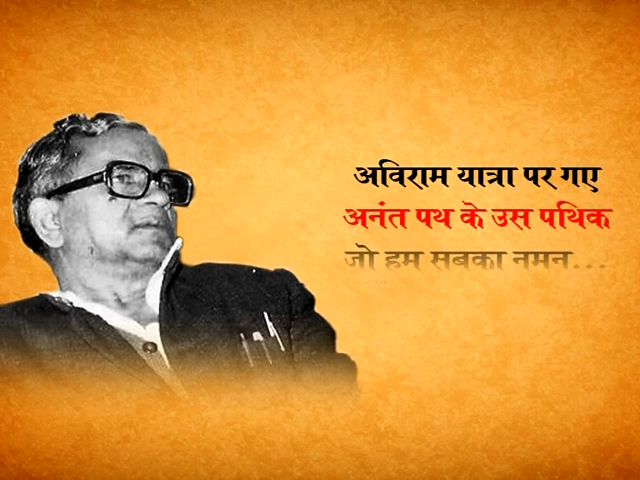 अविराम यात्रा पर गए
अनंत पथ के उस पथिक
जो हम सबका नमन...